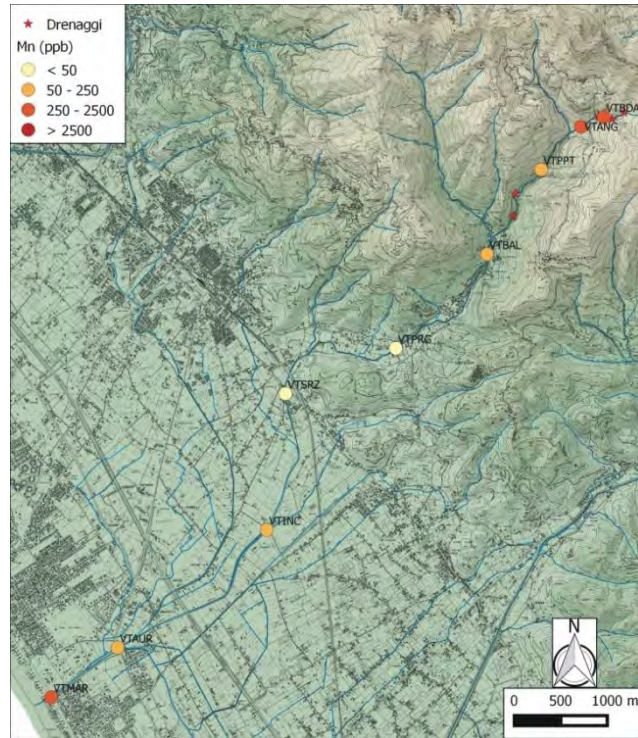 Drenaggi
Mn (ppb)
< 50
50 - 250
250 - 2500
> 2500
VTBDA
VTANG
VTPPT
VTBAL
VTPRG
VTSRZ
VTINC
VTAUR
VTMAR
N
0 500 1000 m